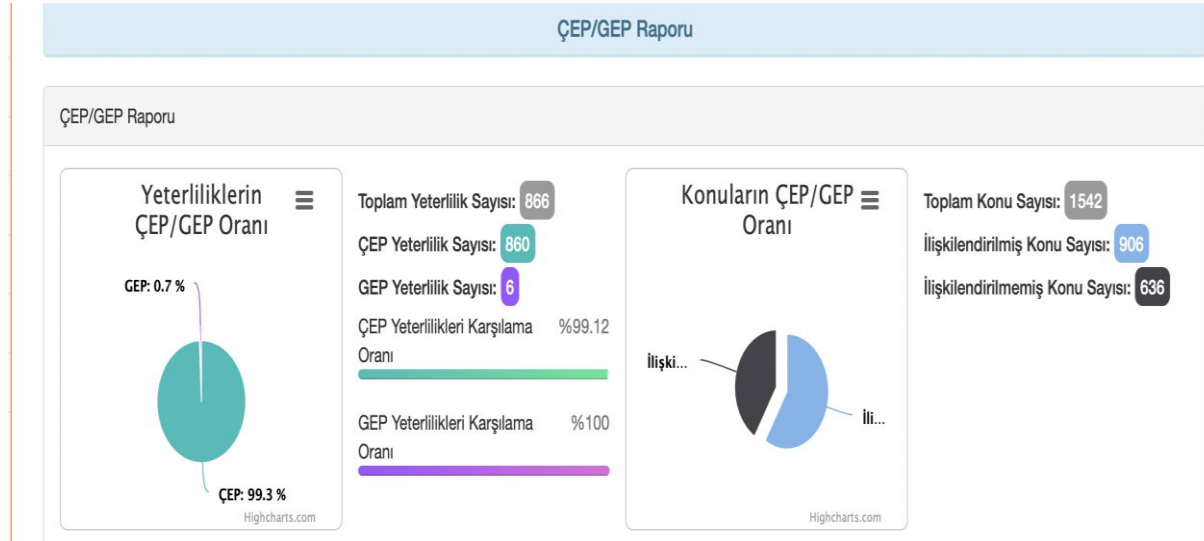 ÇEP/GEP Raporu
ÇEP/GEP Raporu
Yeterliliklerin
ÇEP/GEP Oranı
GEP: 0.7 %
ÇEP: 99.3 %
Highcharts.com
Toplam Yeterlilik Sayısı: 866
ÇEP Yeterlilik Sayısı: 860
GEP Yeterlilik Sayısı: 6
ÇEP Yeterlilikleri Karşılama %99.12
Oranı
GEP Yeterlilikleri Karşılama %100
Oranı
Konuların ÇEP/GEP
Oranı
İlişki...
İli...
Highcharts.com
Toplam Konu Sayısı: 1542
İlişkilendirilmiş Konu Sayısı: 906
İlişkilendirilmemiş Konu Sayısı: 636